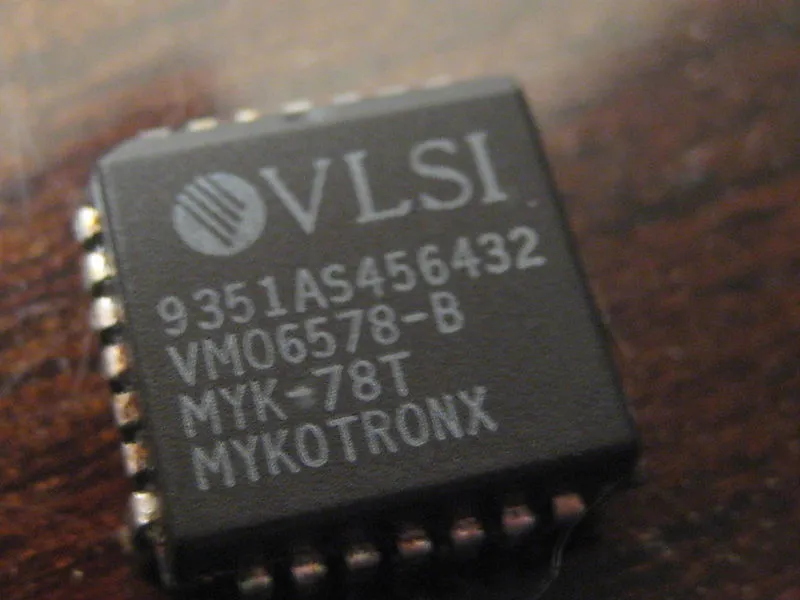 VLSI
9351AS456432
VM06578-B
MYK-78T
MYKOTRONX